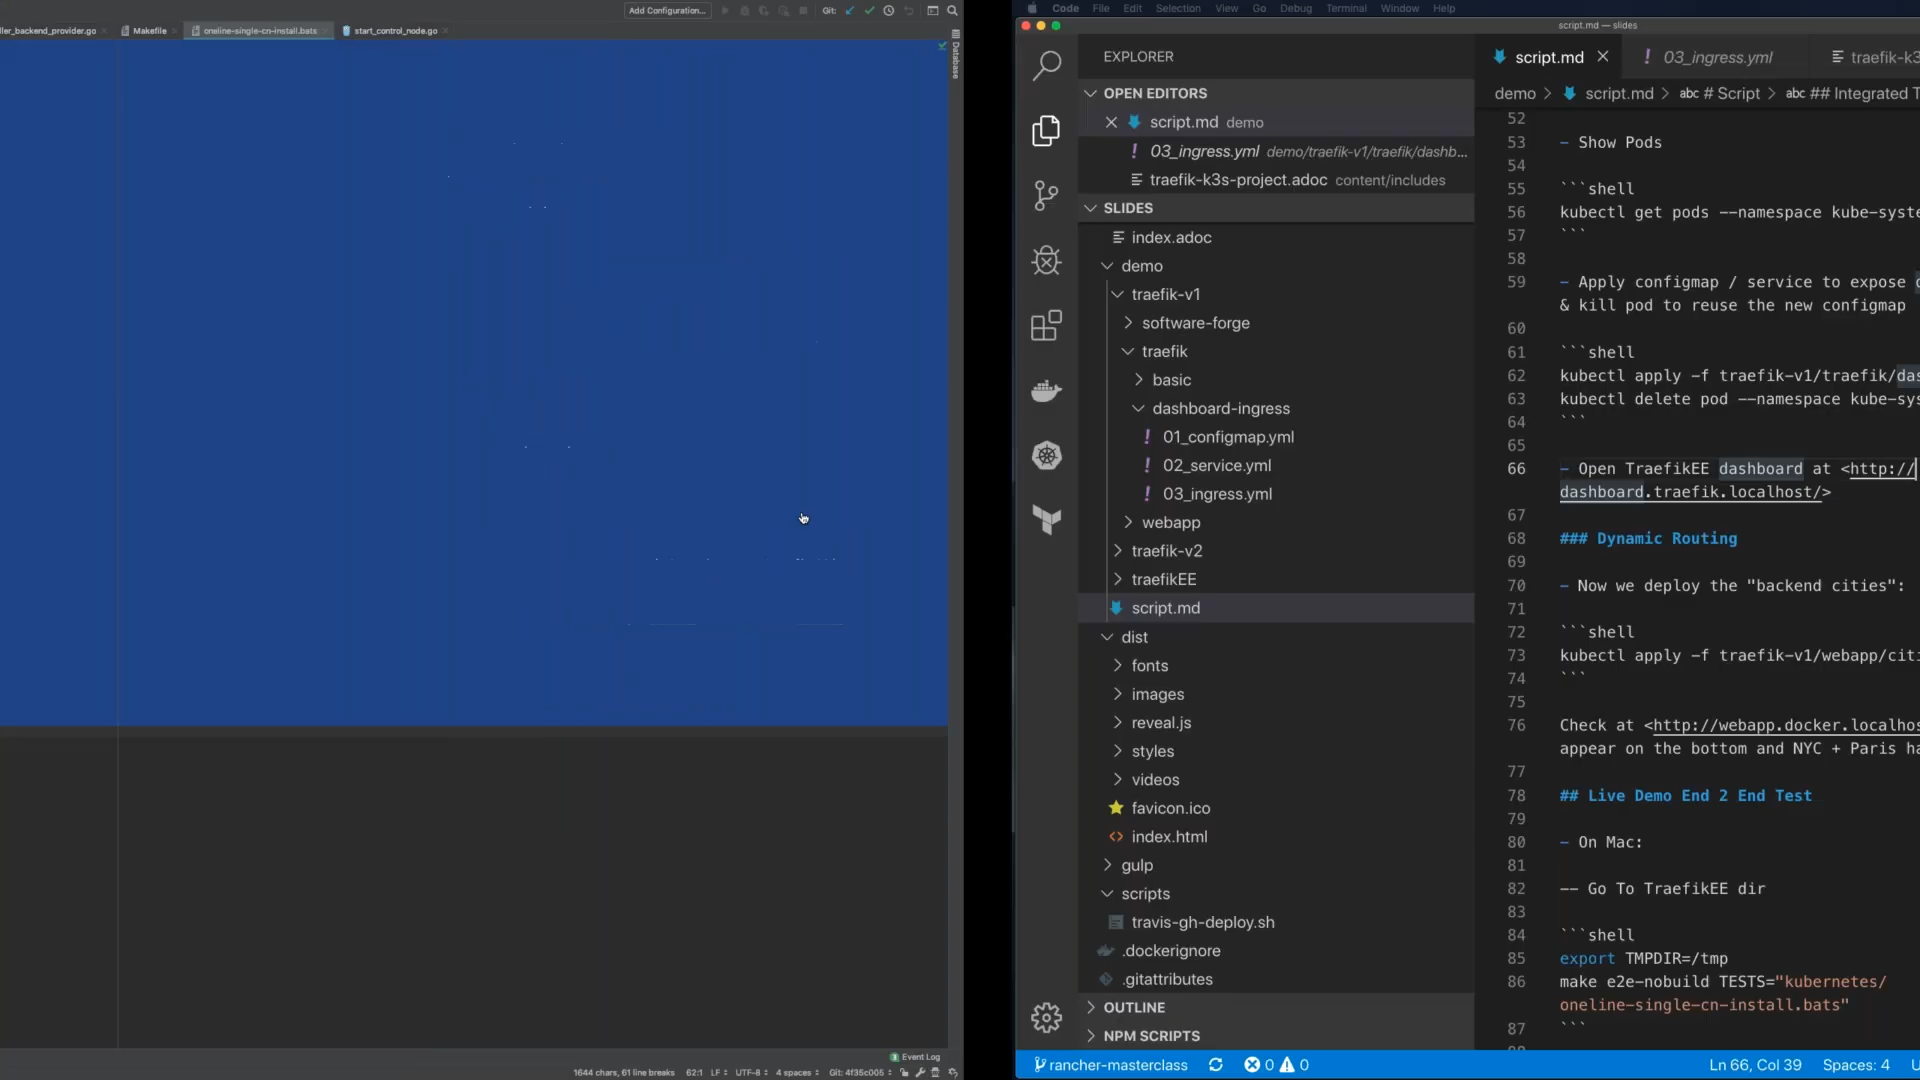 Add Configuration...
Git:
ller_backend_provider.go
Makefile
oneline-single-cn-install.bats
start_control_node.go
Database
Event Log
1644 chars, 61 line breaks
62:1
LF
UTF-8
4 spaces
Git: 4f35c005
Code
File
Edit
Selection
View
Go
Debug
Terminal
Window
Help
script.md — slides
EXPLORER
OPEN EDITORS
script.md demo
03_ingress.yml demo/traefik-v1/traefik/dashb...
traefik-k3s-project.adoc content/includes
SLIDES
index.adoc
demo
traefik-v1
software-forge
traefik
basic
dashboard-ingress
01_configmap.yml
02_service.yml
03_ingress.yml
webapp
traefik-v2
traefikEE
script.md
dist
fonts
images
reveal.js
styles
videos
favicon.ico
index.html
gulp
scripts
travis-gh-deploy.sh
.dockerignore
.gitattributes
OUTLINE
NPM SCRIPTS
script.md
03_ingress.yml
traefik-k3
demo > script.md > abc # Script > abc ## Integrated T
52
53 - Show Pods
54
55 ```shell
56 kubectl get pods --namespace kube-syste
57 ```
58
59 - Apply configmap / service to expose d
& kill pod to reuse the new configmap
60
61 ```shell
62 kubectl apply -f traefik-v1/traefik/das
63 kubectl delete pod --namespace kube-sys
64 ```
65
66 - Open TraefikEE dashboard at <http://
dashboard.traefik.localhost/>
67
68 ### Dynamic Routing
69
70 - Now we deploy the "backend cities":
71
72 ```shell
73 kubectl apply -f traefik-v1/webapp/citi
74 ```
75
76 Check at <http://webapp.docker.localhos
appear on the bottom and NYC + Paris ha
77
78 ## Live Demo End 2 End Test
79
80 - On Mac:
81
82 -- Go To TraefikEE dir
83
84 ```shell
85 export TMPDIR=/tmp
86 make e2e-nobuild TESTS="kubernetes/
oneline-single-cn-install.bats"
87 ```
rancher-masterclass
0
0
Ln 66, Col 39
Spaces: 4